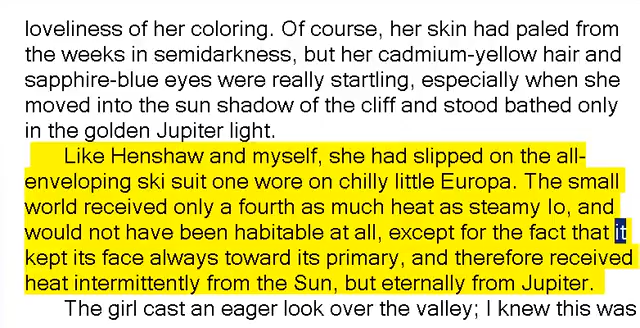 loveliness of her coloring. Of course, her skin had paled from
the weeks in semidarkness, but her cadmium-yellow hair and
sapphire-blue eyes were really startling, especially when she
moved into the sun shadow of the cliff and stood bathed only
in the golden Jupiter light.
Like Henshaw and myself, she had slipped on the all-
enveloping ski suit one wore on chilly little Europa. The small
world received only a fourth as much heat as steamy Io, and
would not have been habitable at all, except for the fact that it
kept its face always toward its primary, and therefore received
heat intermittently from the Sun, but eternally from Jupiter.
The girl cast an eager look over the valley; I knew this was